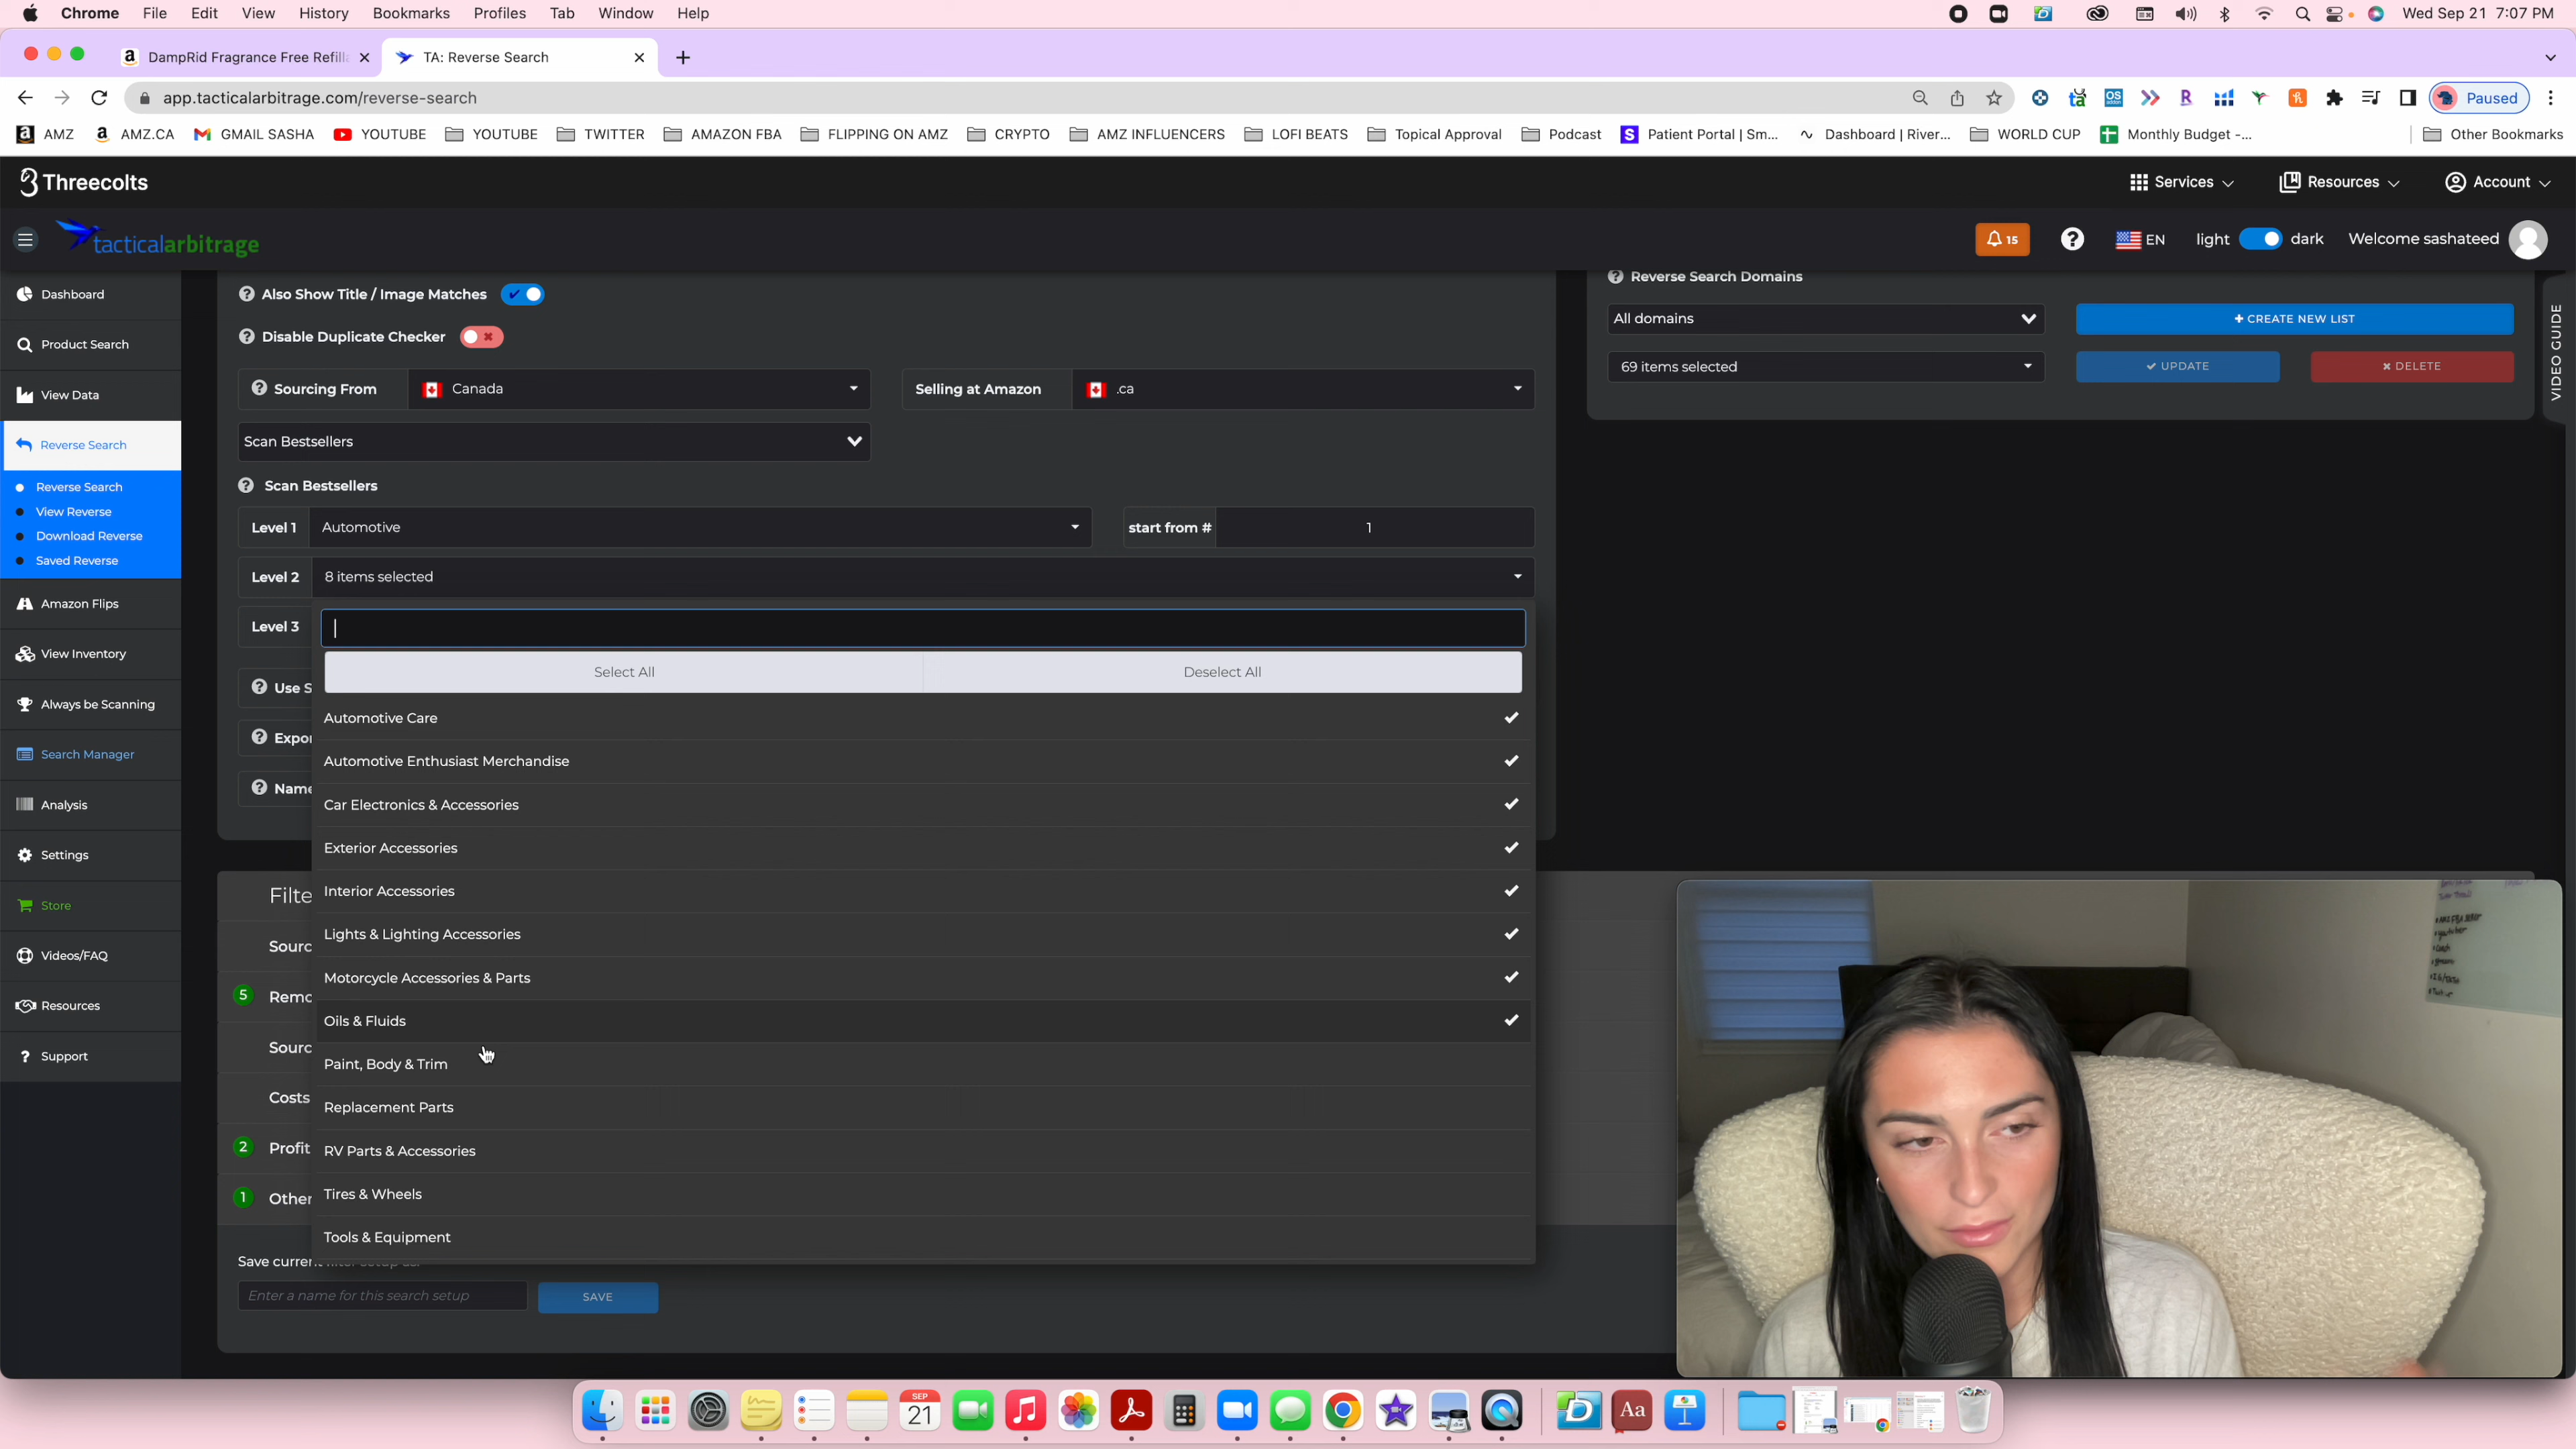 Chrome File Edit View History Bookmarks Profiles Tab Window Help Wed Sep 21 7:07 PM
DampRid Fragrance Free Refill TA: Reverse Search
app.tacticalarbitrage.com/reverse-search Paused
AMZ AMZ.CA GMAIL SASHA YOUTUBE YOUTUBE TWITTER AMAZON FBA FLIPPING ON AMZ CRYPTO AMZ INFLUENCERS LOFI BEATS Topical Approval Podcast Patient Portal | Sm... Dashboard | River... WORLD CUP Monthly Budget -... Other Bookmarks
Threecolts Services Resources Account
tacticalarbitrage 15 EN light dark Welcome sashateed
Dashboard
Product Search
View Data
Reverse Search
Reverse Search
View Reverse
Download Reverse
Saved Reverse
Amazon Flips
View Inventory
Always be Scanning
Search Manager
Analysis
Settings
Store
Videos/FAQ
Resources
Support
Also Show Title / Image Matches
Disable Duplicate Checker
Sourcing From Canada Selling at Amazon .ca
Scan Bestsellers
Scan Bestsellers
Level 1 Automotive start from # 1
Level 2 8 items selected
Level 3
Select All Deselect All
Use S
Automotive Care
Expor
Automotive Enthusiast Merchandise
Name
Car Electronics & Accessories
Exterior Accessories
Interior Accessories
Filte
Lights & Lighting Accessories
Sourc
Motorcycle Accessories & Parts
5 Remo
Oils & Fluids
Sourc
Paint, Body & Trim
Costs
Replacement Parts
2 Profit
RV Parts & Accessories
1 Other
Tires & Wheels
Tools & Equipment
Save curren
Enter a name for this search setup SAVE
Reverse Search Domains
All domains + CREATE NEW LIST
69 items selected UPDATE DELETE
VIDEO GUIDE
SEP
21
Aa